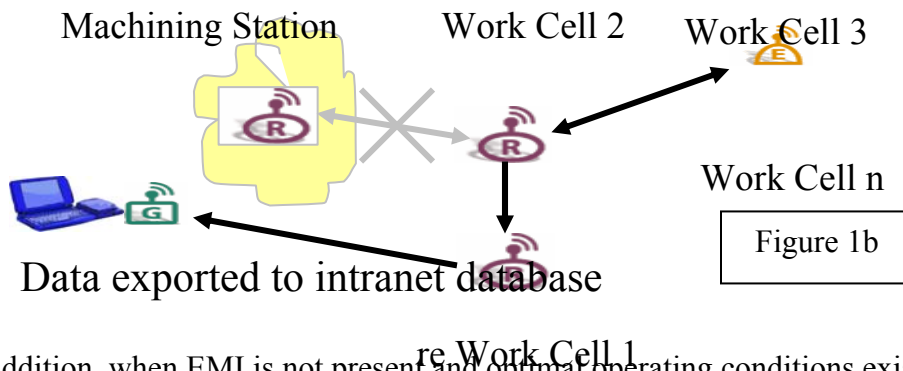 Machining Station
Work Cell 2
Work Cell 3
E
R
R
Work Cell n
G
Figure 1b
R
Data exported to intranet database
re Work Cell 1
ddition, when EMI is not present and optimal operating conditions exi